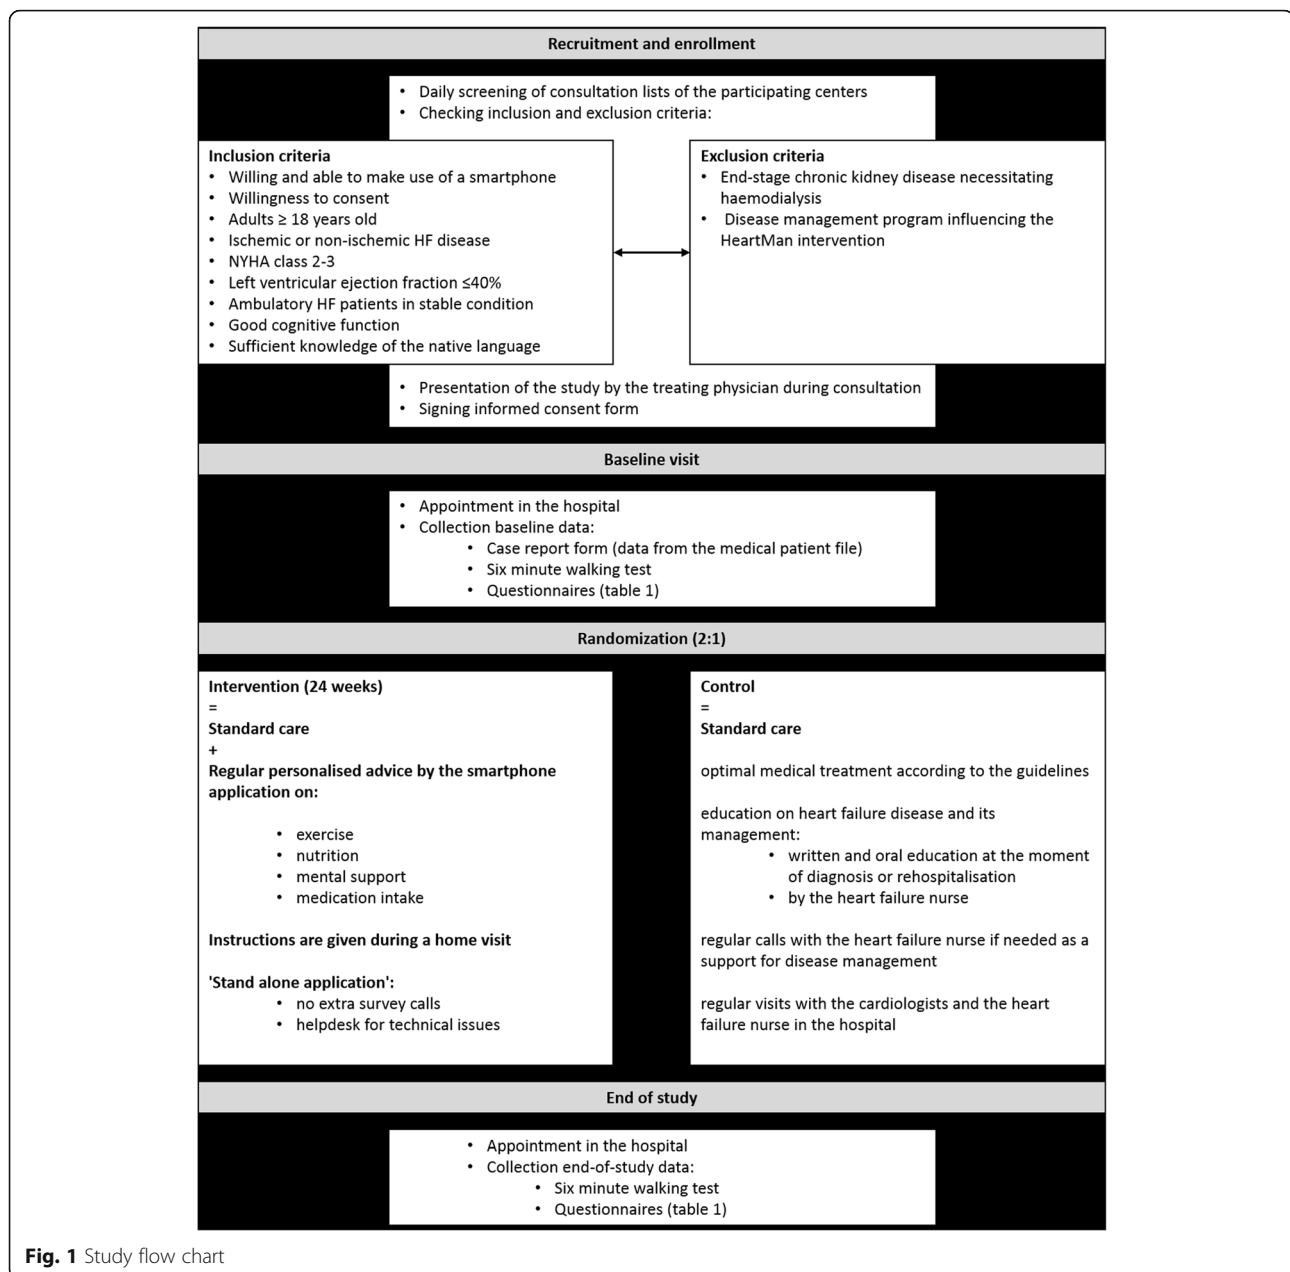 Recruitment and enrollment
• Daily screening of consultation lists of the participating centers
• Checking inclusion and exclusion criteria:
Inclusion criteria
• Willing and able to make use of a smartphone
• Willingness to consent
• Adults ≥ 18 years old
• Ischemic or non-ischemic HF disease
• NYHA class 2-3
• Left ventricular ejection fraction ≤40%
• Ambulatory HF patients in stable condition
• Good cognitive function
• Sufficient knowledge of the native language
Exclusion criteria
• End-stage chronic kidney disease necessitating
haemodialysis
• Disease management program influencing the
HeartMan intervention
• Presentation of the study by the treating physician during consultation
• Signing informed consent form
Baseline visit
• Appointment in the hospital
• Collection baseline data:
• Case report form (data from the medical patient file)
• Six minute walking test
• Questionnaires (table 1)
Randomization (2:1)
Intervention (24 weeks)
=
Standard care
+
Regular personalised advice by the smartphone
application on:
• exercise
• nutrition
• mental support
• medication intake
Instructions are given during a home visit
'Stand alone application':
• no extra survey calls
• helpdesk for technical issues
Control
=
Standard care
optimal medical treatment according to the guidelines
education on heart failure disease and its
management:
• written and oral education at the moment
of diagnosis or rehospitalisation
• by the heart failure nurse
regular calls with the heart failure nurse if needed as a
support for disease management
regular visits with the cardiologists and the heart
failure nurse in the hospital
End of study
• Appointment in the hospital
• Collection end-of-study data:
• Six minute walking test
• Questionnaires (table 1)
Fig. 1 Study flow chart